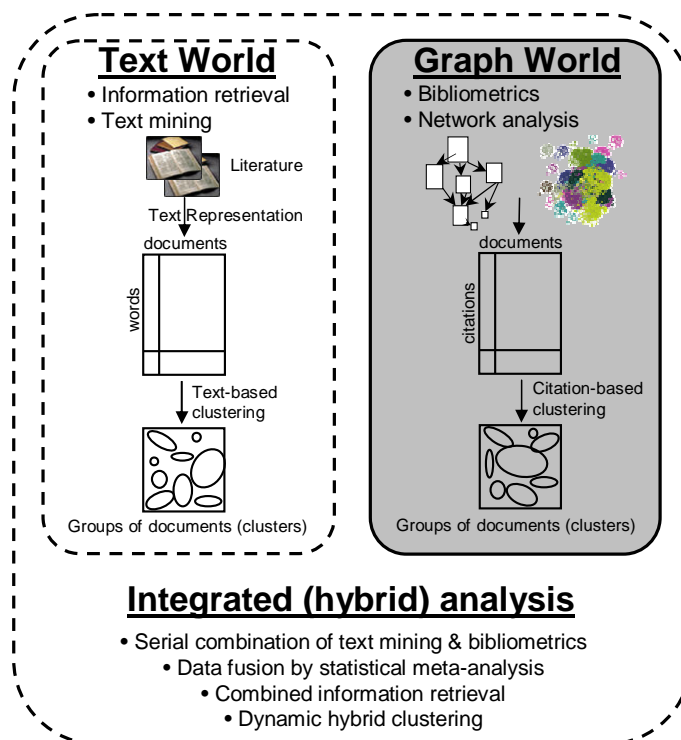 Text World
• Information retrieval
• Text mining
Literature
Text Representation
documents
words
Text-based
clustering
Groups of documents (clusters)
Graph World
• Bibliometrics
• Network analysis
documents
citations
Citation-based
clustering
Groups of documents (clusters)
Integrated (hybrid) analysis
• Serial combination of text mining & bibliometrics
• Data fusion by statistical meta-analysis
• Combined information retrieval
• Dynamic hybrid clustering